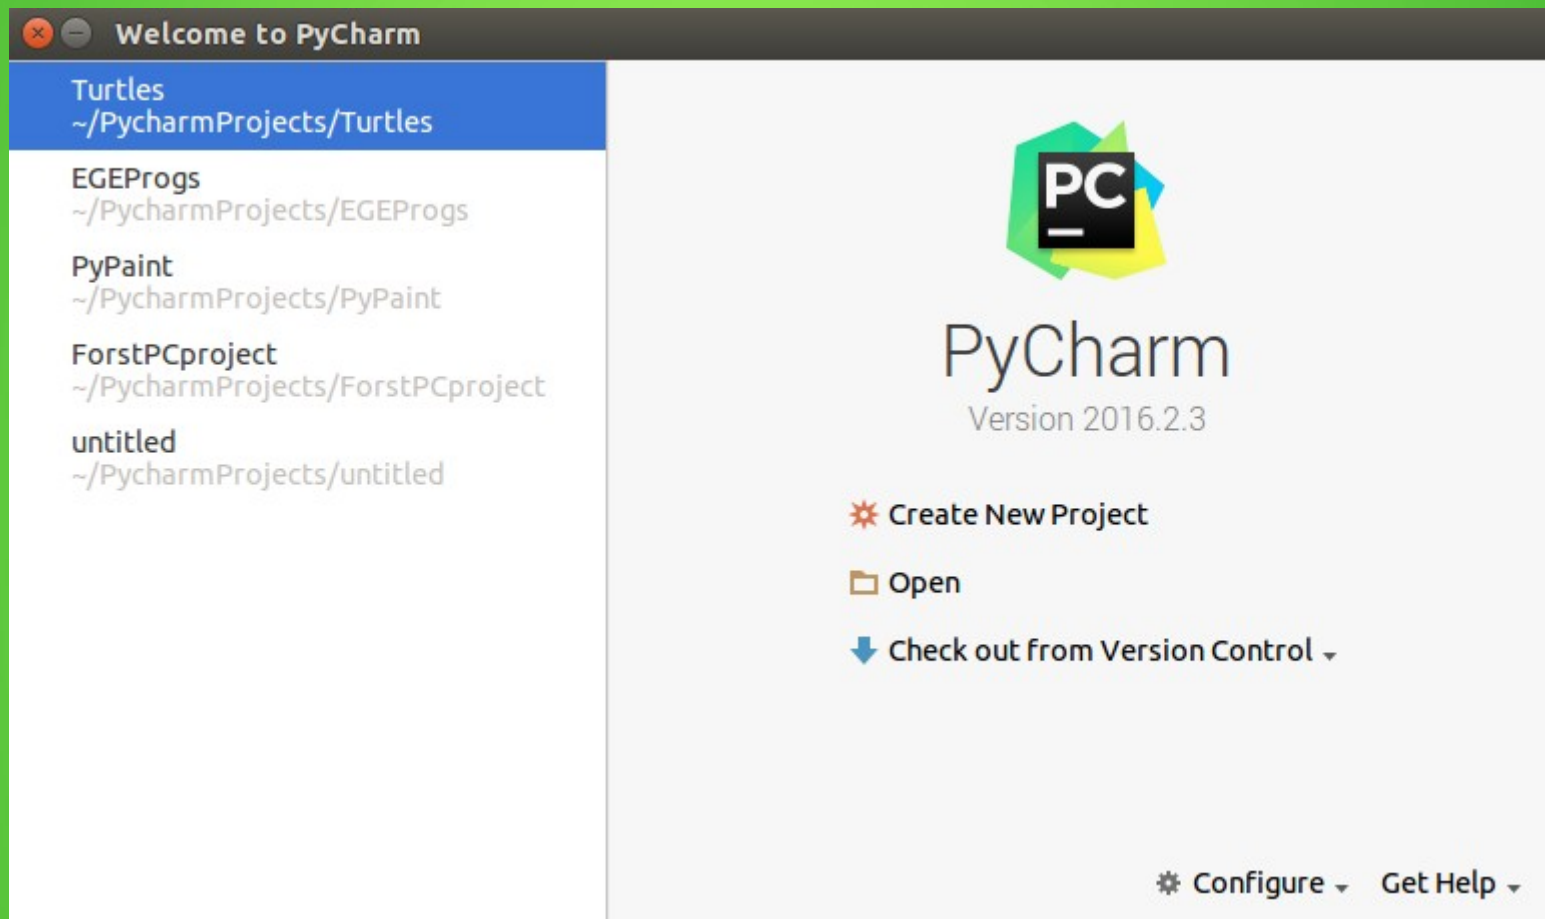 Welcome to PyCharm
Turtles
~/PycharmProjects/Turtles
EGEProgs
~/PycharmProjects/EGEProgs
PyPaint
~/PycharmProjects/PyPaint
ForstPCproject
~/PycharmProjects/ForstPCproject
untitled
~/PycharmProjects/untitled
PC
PyCharm
Version 2016.2.3
Create New Project
Open
Check out from Version Control
Configure Get Help